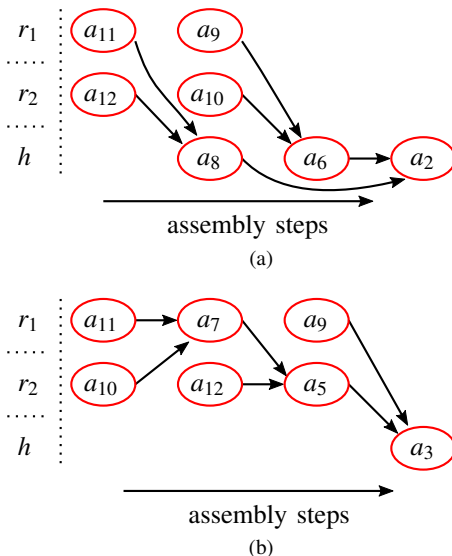 r₁ a₁₁ a₉
r₂ a₁₂ a₁₀
h a₈ a₆ a₂
assembly steps
(a)
r₁ a₁₁ a₇ a₉
r₂ a₁₀ a₁₂ a₅
h a₃
assembly steps
(b)